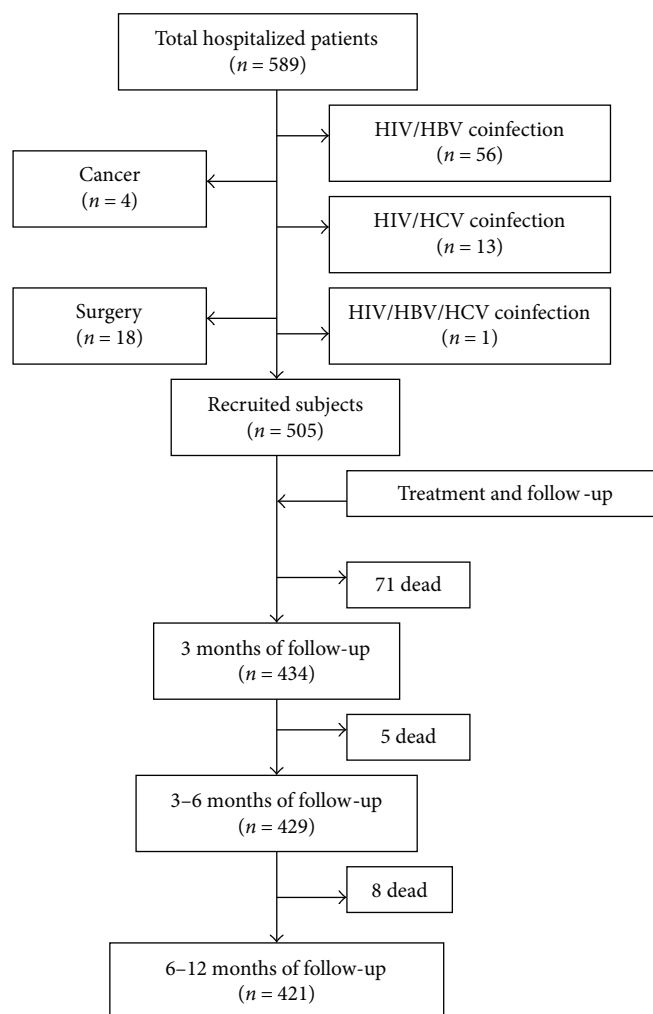 Total hospitalized patients
(n = 589)
HIV/HBV coinfection
(n = 56)
Cancer
(n = 4)
HIV/HCV coinfection
(n = 13)
Surgery
(n = 18)
HIV/HBV/HCV coinfection
(n = 1)
Recruited subjects
(n = 505)
Treatment and follow-up
71 dead
3 months of follow-up
(n = 434)
5 dead
3–6 months of follow-up
(n = 429)
8 dead
6–12 months of follow-up
(n = 421)